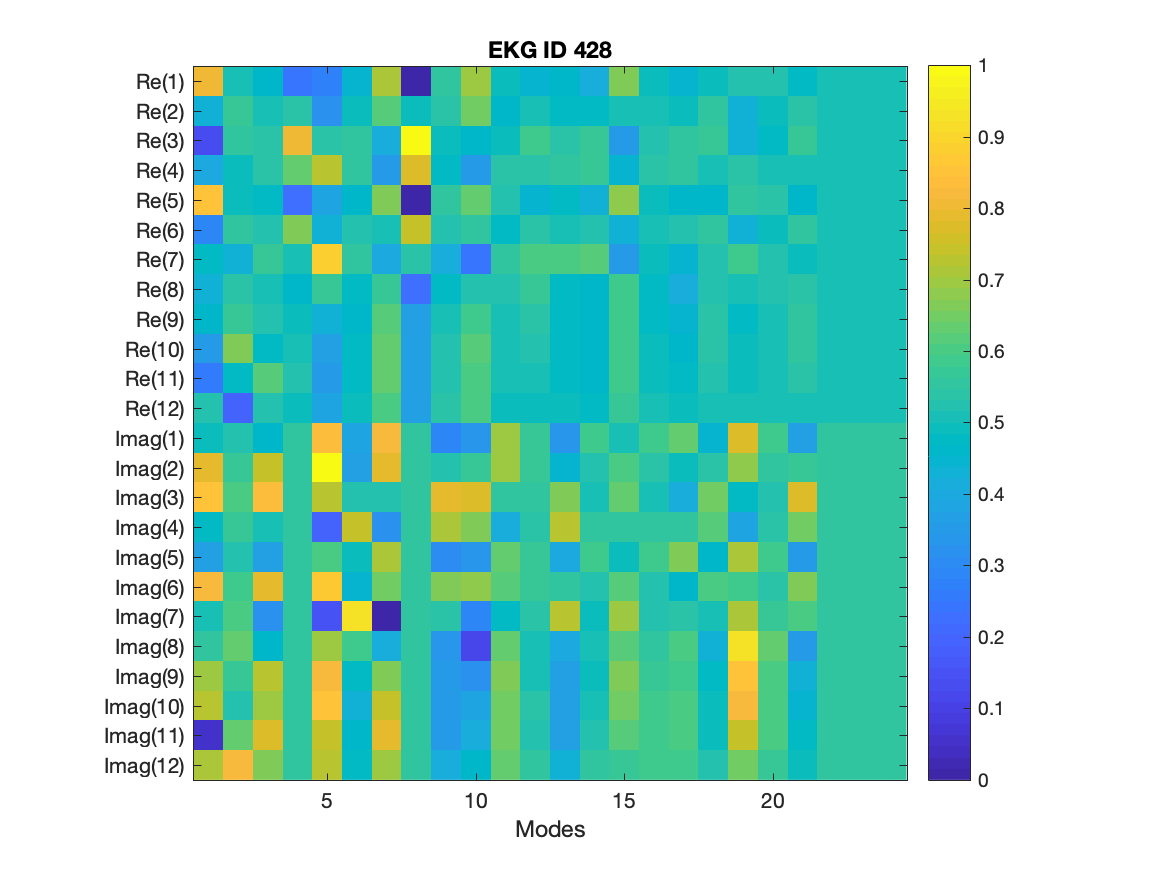 EKG ID 428
Re(1)
Re(2)
Re(3)
Re(4)
Re(5)
Re(6)
Re(7)
Re(8)
Re(9)
Re(10)
Re(11)
Re(12)
Imag(1)
Imag(2)
Imag(3)
Imag(4)
Imag(5)
Imag(6)
Imag(7)
Imag(8)
Imag(9)
Imag(10)
Imag(11)
Imag(12)
5 10 15 20
Modes
1
0.9
0.8
0.7
0.6
0.5
0.4
0.3
0.2
0.1
0